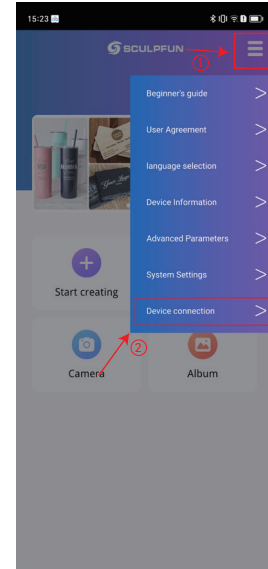 15:23
SCULPFUN
①
Beginner's guide
User Agreement
language selection
Device Information
Advanced Parameters
System Settings
Device connection
Start creating
②
Camera
Album